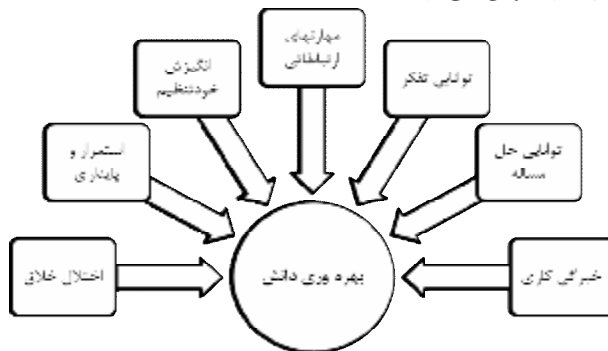 مهارتهای
ارتباطاتی
توانایی تفکر
انگیزش
خودتنظیم
توانایی حل
مساله
استمرار و
پایداری
خبرگی کاری
بهره وری دانش
اختلال خلاق